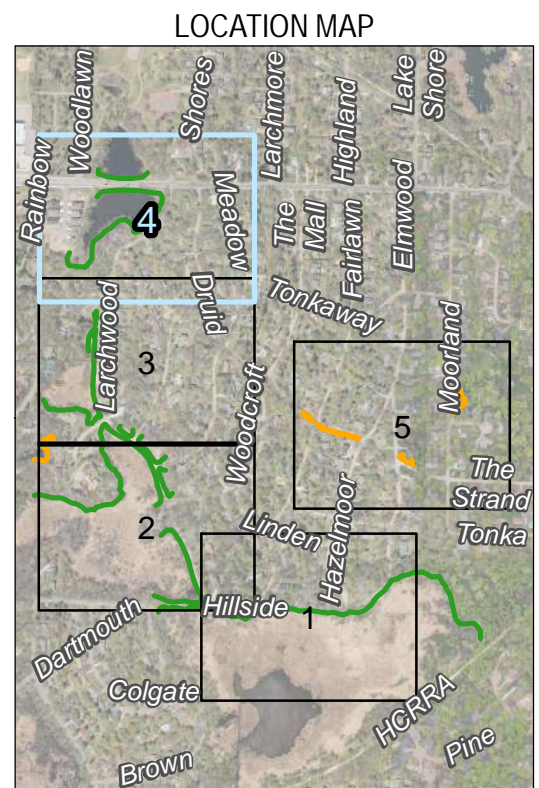 LOCATION MAP
Woodlawn
Shores
Larchmore
Highland
Lake
Shore
Rainbow
Meadow
4
The
Mall
Fairlawn
Elmwood
Druid
Tonkaway
Larchwood
3
Woodcroft
Moorland
5
The
Strand
2
Linden
Hazelmoor
Tonka
Hillside
1
Dartmouth
Colgate
HCRRA
Brown
Pine